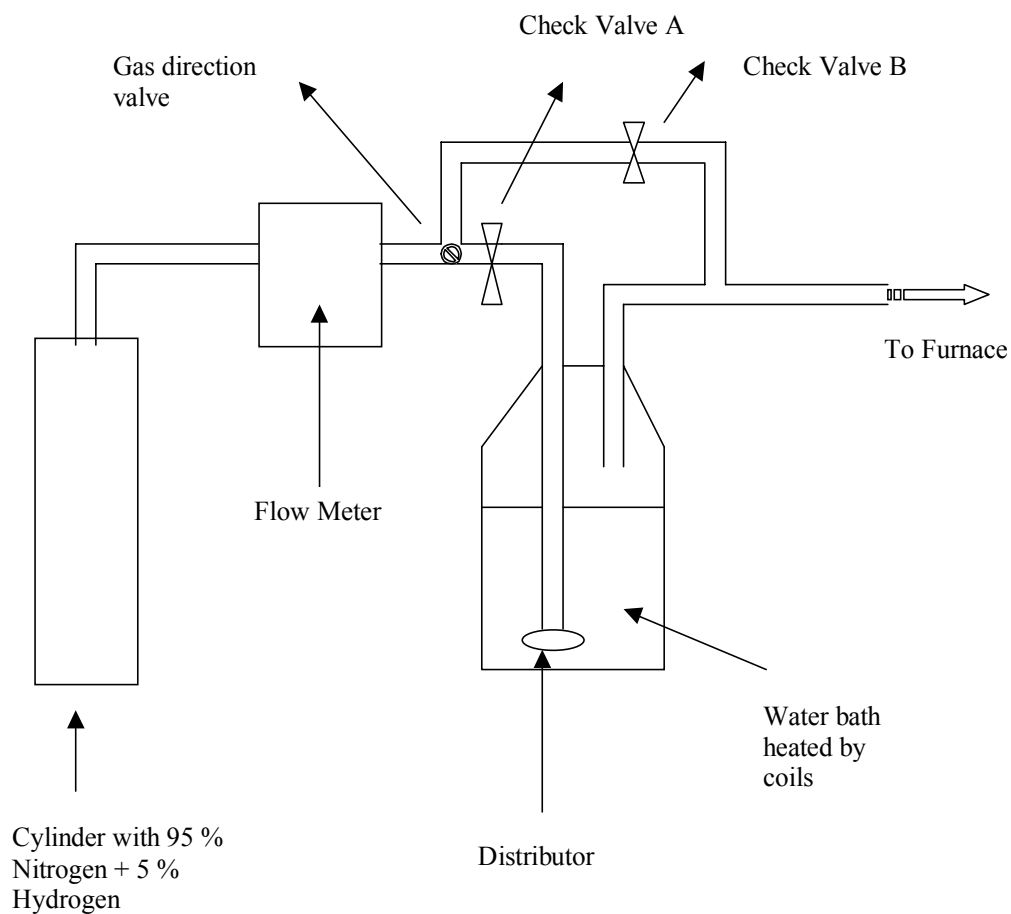 Check Valve A
Gas direction
valve
Check Valve B
To Furnace
Flow Meter
Water bath
heated by
coils
Distributor
Cylinder with 95 %
Nitrogen + 5 %
Hydrogen